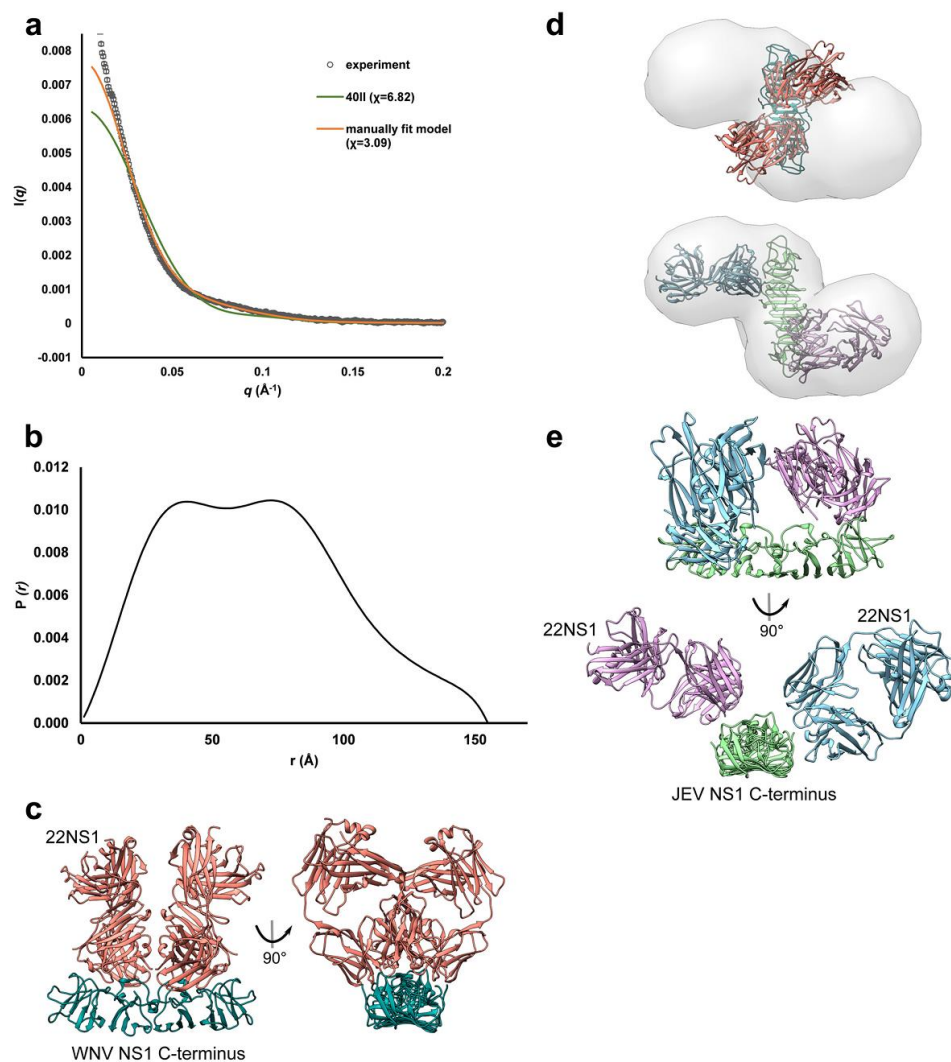 a
0.008
0.007
0.006
0.005
0.004
0.003
0.002
0.001
0
-0.001
I(q)
0
0.05
0.1
0.15
0.2
q (Å-1)
experiment
40II (χ=6.82)
manually fit model
(χ=3.09)
b
0.012
0.010
0.008
0.006
0.004
0.002
0.000
P (r)
0
50
100
150
r (Å)
c
22NS1
90°
WNV NS1 C-terminus
d
e
90°
22NS1
22NS1
JEV NS1 C-terminus